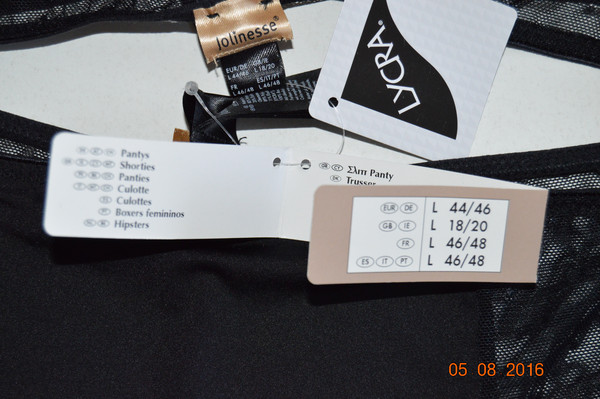 Jolinesse®
EUR/DE GB/IE
L 44/46 L 18/20
FR ES/IT/PT
L 46/48 L 46/48
LYCRA®
Pantys
Shorties
Panties
Culotte
Culottes
PT Boxers femininos
Hipsters
Σλιπ Panty
Trusser
EUR DE L 44/46
GB IE L 18/20
FR L 46/48
ES IT PT L 46/48
05 08 2016